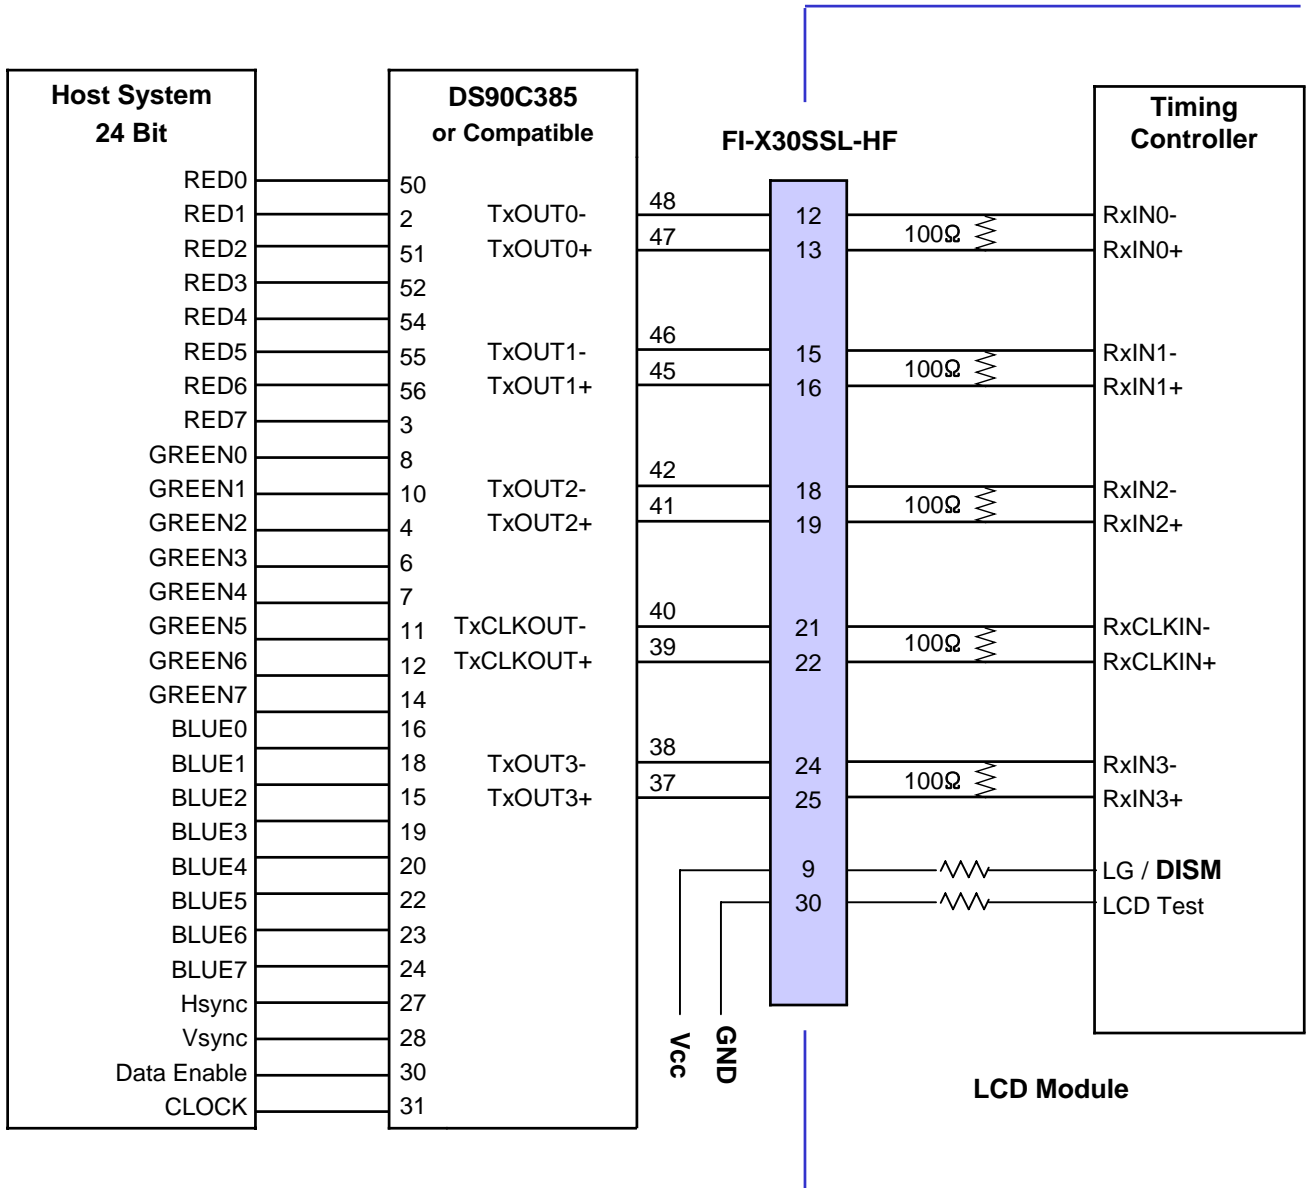 Host System
24 Bit
RED0
RED1
RED2
RED3
RED4
RED5
RED6
RED7
GREEN0
GREEN1
GREEN2
GREEN3
GREEN4
GREEN5
GREEN6
GREEN7
BLUE0
BLUE1
BLUE2
BLUE3
BLUE4
BLUE5
BLUE6
BLUE7
Hsync
Vsync
Data Enable
CLOCK
DS90C385
or Compatible
50
2
51
52
54
55
56
3
8
10
4
6
7
11
12
14
16
18
15
19
20
22
23
24
27
28
30
31
TxOUT0-
TxOUT0+
TxOUT1-
TxOUT1+
TxOUT2-
TxOUT2+
TxCLKOUT-
TxCLKOUT+
TxOUT3-
TxOUT3+
48
47
46
45
42
41
40
39
38
37
Vcc
GND
FI-X30SSL-HF
12
13
15
16
18
19
21
22
24
25
9
30
100Ω
100Ω
100Ω
100Ω
100Ω
Timing
Controller
RxIN0-
RxIN0+
RxIN1-
RxIN1+
RxIN2-
RxIN2+
RxCLKIN-
RxCLKIN+
RxIN3-
RxIN3+
LG / DISM
LCD Test
LCD Module